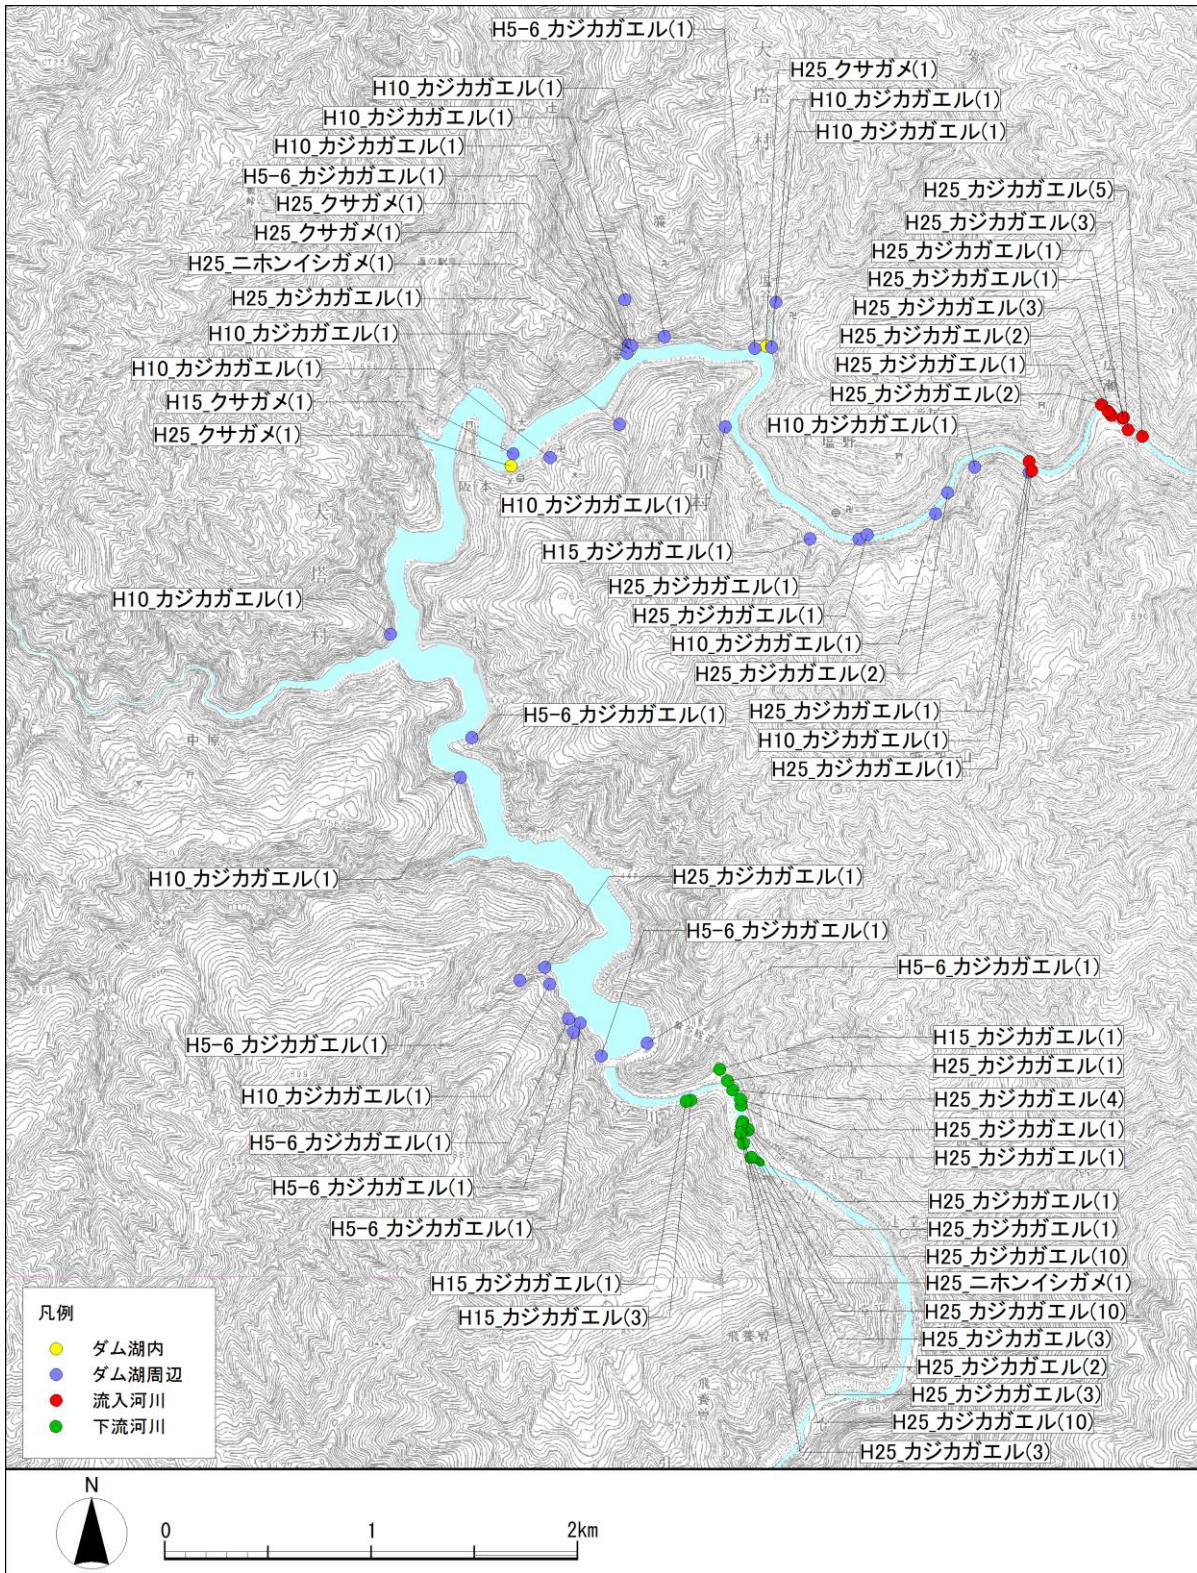 H5-6_カジカガエル(1)
H25_クサガメ(1)
H10_カジカガエル(1)
H10_カジカガエル(1)
H10_カジカガエル(1)
H10_カジカガエル(1)
H10_カジカガエル(1)
H5-6_カジカガエル(1)
H25_クサガメ(1)
H25_クサガメ(1)
H25_ニホンイシガメ(1)
H25_カジカガエル(1)
H10_カジカガエル(1)
H10_カジカガエル(1)
H15_クサガメ(1)
H25_クサガメ(1)
H25_カジカガエル(5)
H25_カジカガエル(3)
H25_カジカガエル(1)
H25_カジカガエル(1)
H25_カジカガエル(3)
H25_カジカガエル(2)
H25_カジカガエル(1)
H25_カジカガエル(2)
H10_カジカガエル(1)
H10_カジカガエル(1)
H15_カジカガエル(1)
H25_カジカガエル(1)
H25_カジカガエル(1)
H10_カジカガエル(1)
H25_カジカガエル(2)
H25_カジカガエル(1)
H10_カジカガエル(1)
H25_カジカガエル(1)
H10_カジカガエル(1)
H5-6_カジカガエル(1)
H10_カジカガエル(1)
H25_カジカガエル(1)
H5-6_カジカガエル(1)
H5-6_カジカガエル(1)
H5-6_カジカガエル(1)
H10_カジカガエル(1)
H5-6_カジカガエル(1)
H5-6_カジカガエル(1)
H5-6_カジカガエル(1)
H15_カジカガエル(1)
H15_カジカガエル(3)
H15_カジカガエル(1)
H25_カジカガエル(1)
H25_カジカガエル(4)
H25_カジカガエル(1)
H25_カジカガエル(1)
H25_カジカガエル(1)
H25_カジカガエル(1)
H25_カジカガエル(10)
H25_ニホンイシガメ(1)
H25_カジカガエル(10)
H25_カジカガエル(3)
H25_カジカガエル(2)
H25_カジカガエル(3)
H25_カジカガエル(10)
H25_カジカガエル(3)
大塔村
大塔村
大川村
阪本
中原
塩野
凡例
ダム湖内
ダム湖周辺
流入河川
下流河川
N
0 1 2km